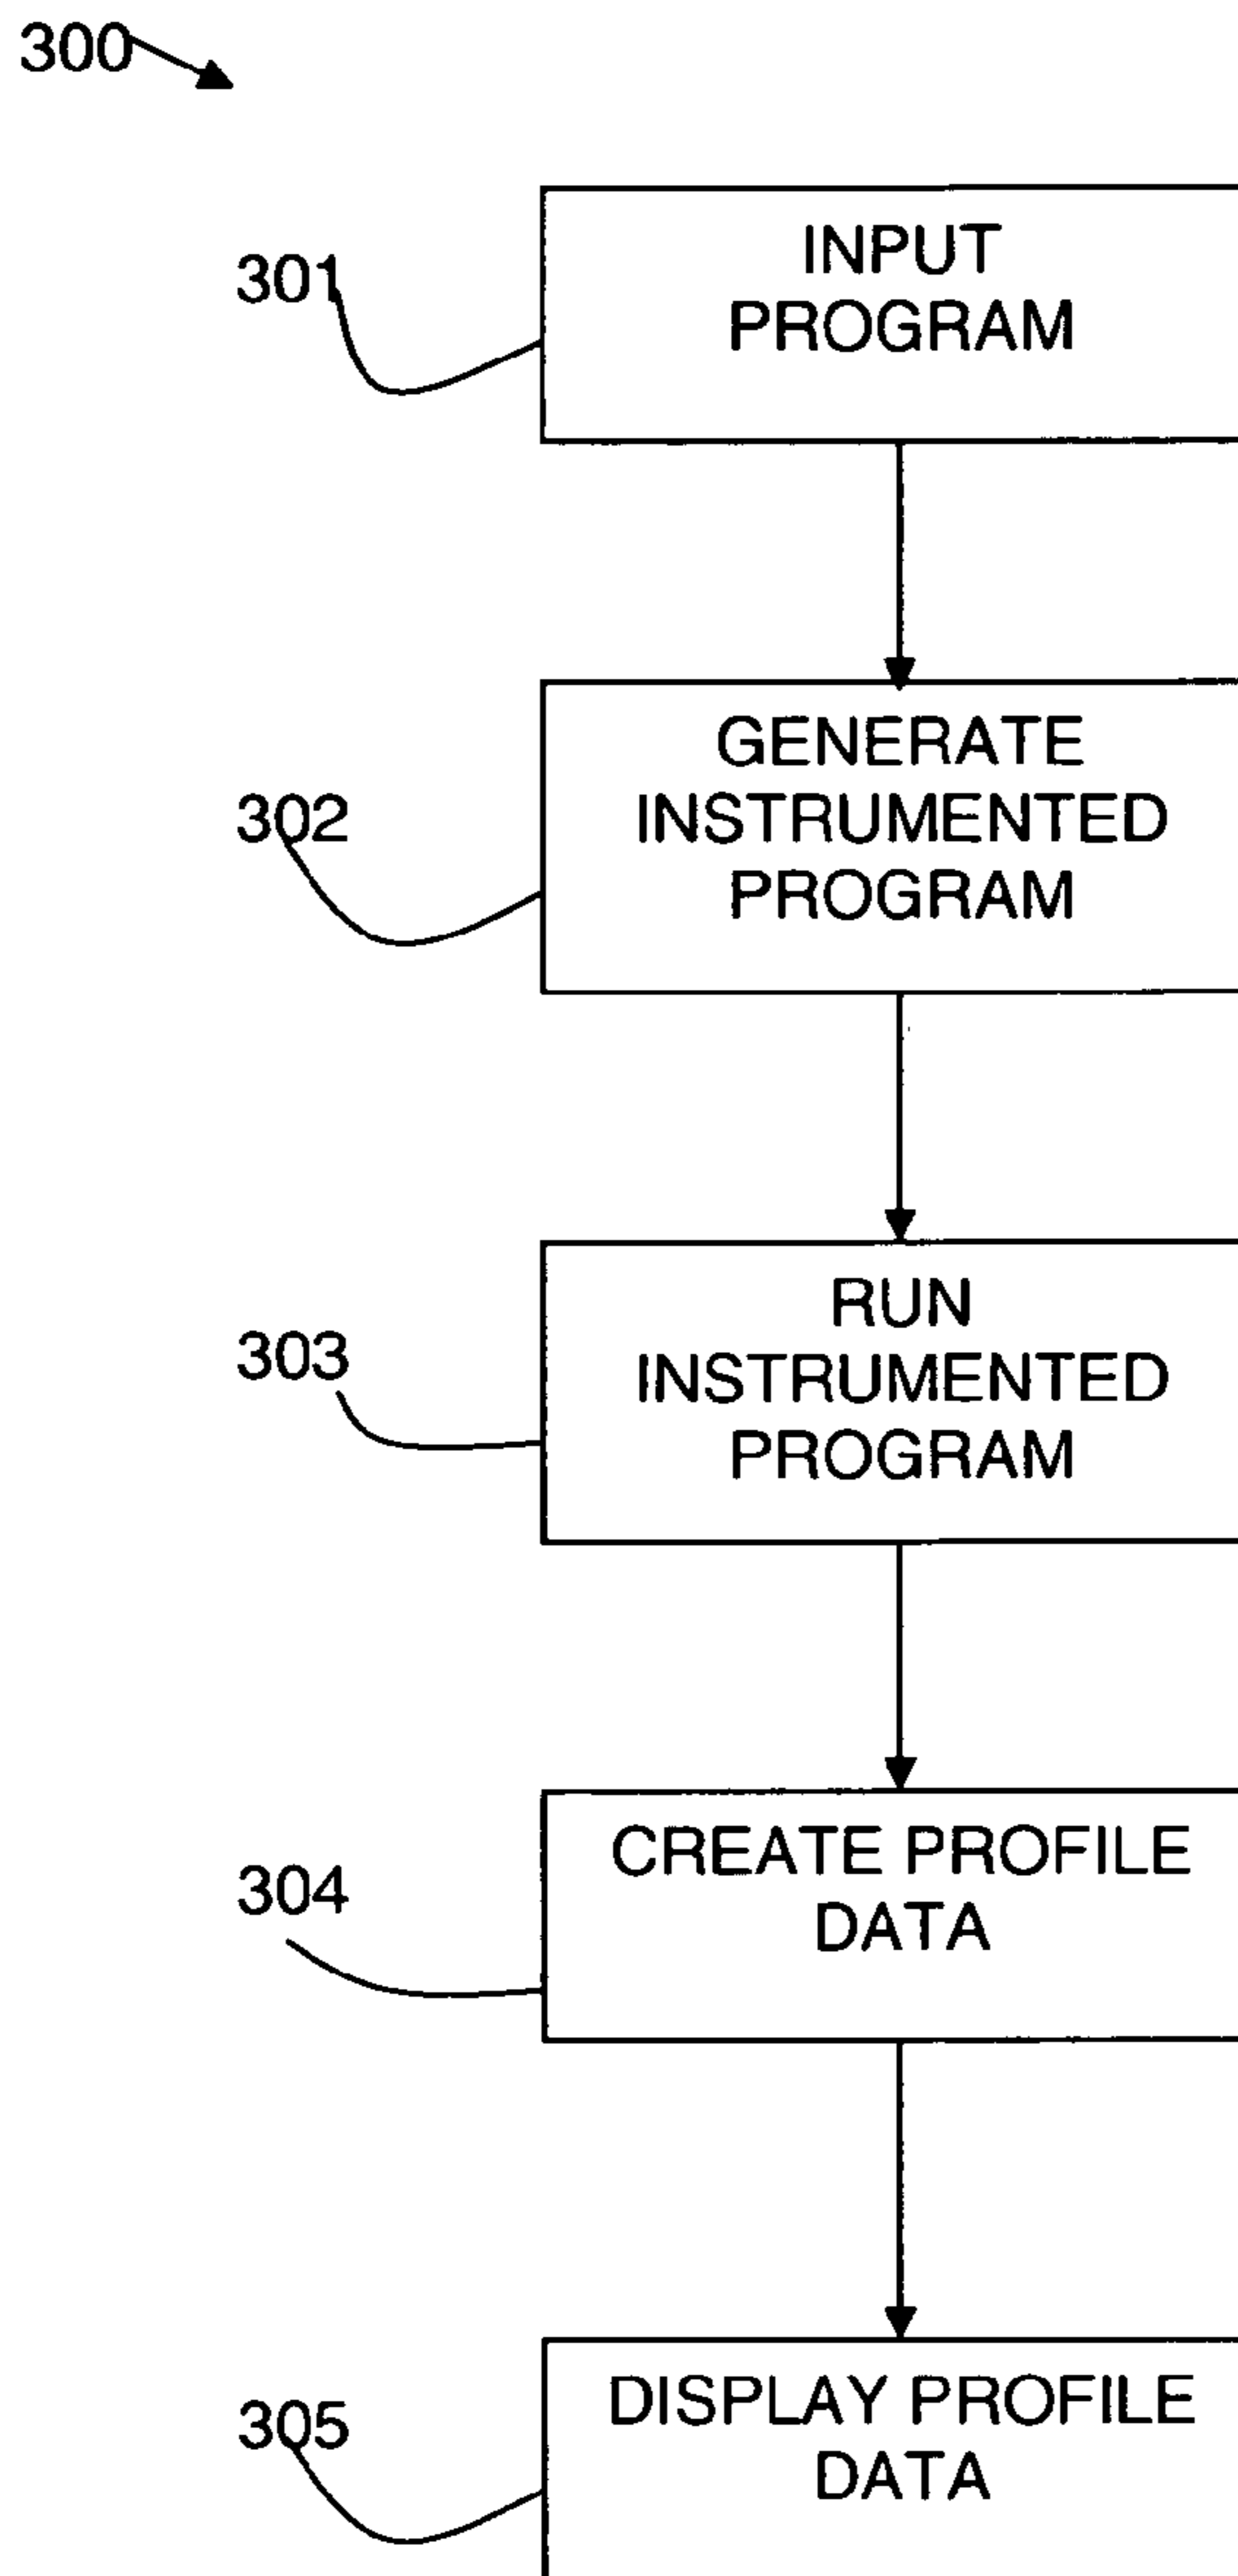 300
301
INPUT
PROGRAM
302
GENERATE
INSTRUMENTED
PROGRAM
303
RUN
INSTRUMENTED
PROGRAM
304
CREATE PROFILE
DATA
305
DISPLAY PROFILE
DATA